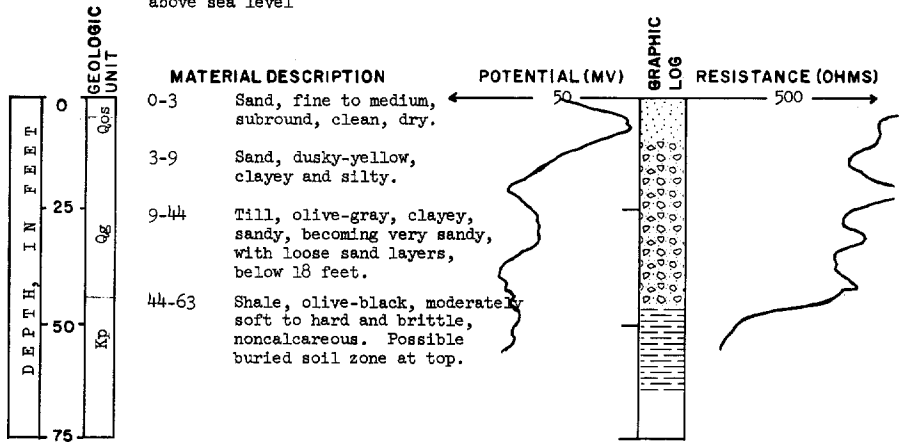 above sea level
GEOLOGIC
UNIT
MATERIAL DESCRIPTION
POTENTIAL (MV)
GRAPHIC
LOG
RESISTANCE (OHMS)
DEPTH, IN FEET
0
25
50
75
Qos
Qg
Kp
50
500
0-3 Sand, fine to medium,
subround, clean, dry.
3-9 Sand, dusky-yellow,
clayey and silty.
9-44 Till, olive-gray, clayey,
sandy, becoming very sandy,
with loose sand layers,
below 18 feet.
44-63 Shale, olive-black, moderately
soft to hard and brittle,
noncalcareous. Possible
buried soil zone at top.